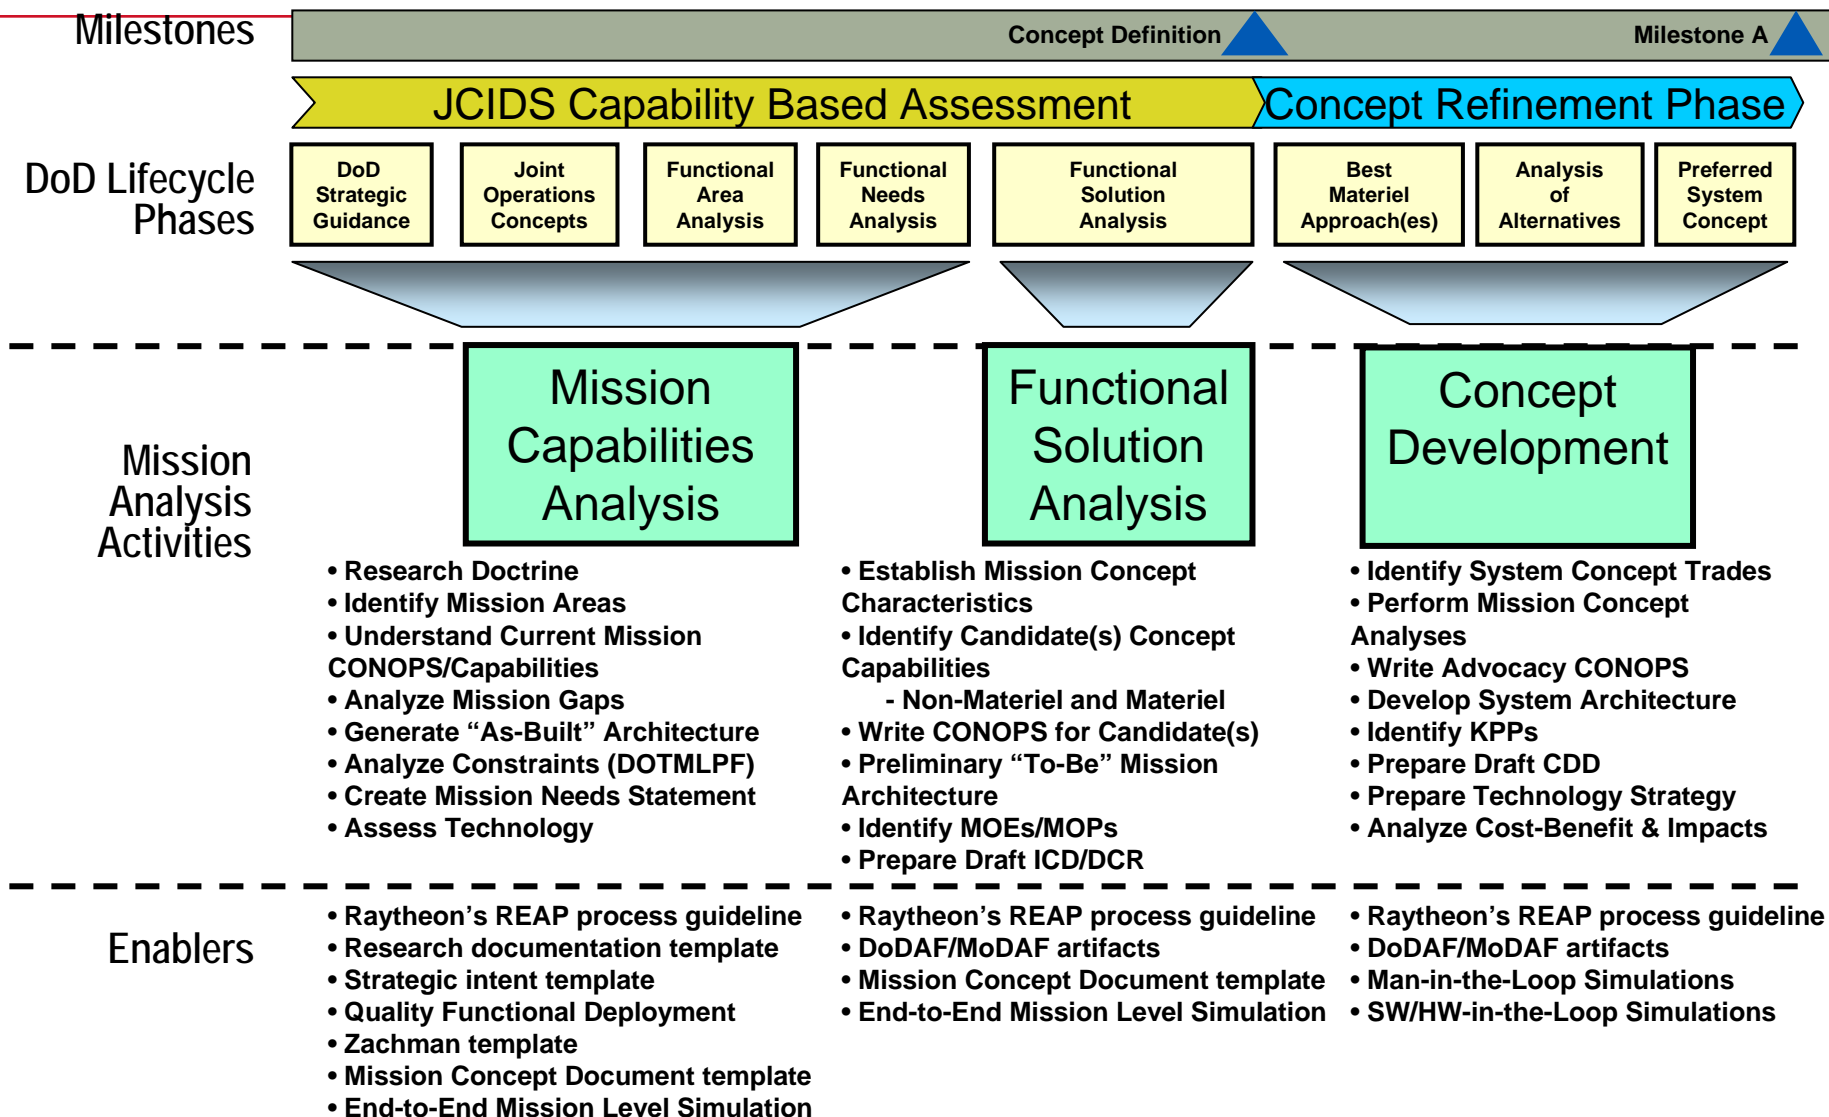 Milestones
Concept Definition
Milestone A
JCIDS Capability Based Assessment
Concept Refinement Phase
DoD Lifecycle
Phases
DoD
Strategic
Guidance
Joint
Operations
Concepts
Functional
Area
Analysis
Functional
Needs
Analysis
Functional
Solution
Analysis
Best
Materiel
Approach(es)
Analysis
of
Alternatives
Preferred
System
Concept
Mission
Analysis
Activities
Mission
Capabilities
Analysis
• Research Doctrine
• Identify Mission Areas
• Understand Current Mission
CONOPS/Capabilities
• Analyze Mission Gaps
• Generate “As-Built” Architecture
• Analyze Constraints (DOTMLPF)
• Create Mission Needs Statement
• Assess Technology
Functional
Solution
Analysis
• Establish Mission Concept
Characteristics
• Identify Candidate(s) Concept
Capabilities
- Non-Materiel and Materiel
• Write CONOPS for Candidate(s)
• Preliminary “To-Be” Mission
Architecture
• Identify MOEs/MOPs
• Prepare Draft ICD/DCR
Concept
Development
• Identify System Concept Trades
• Perform Mission Concept
Analyses
• Write Advocacy CONOPS
• Develop System Architecture
• Identify KPPs
• Prepare Draft CDD
• Prepare Technology Strategy
• Analyze Cost-Benefit & Impacts
Enablers
• Raytheon’s REAP process guideline
• Research documentation template
• Strategic intent template
• Quality Functional Deployment
• Zachman template
• Mission Concept Document template
• End-to-End Mission Level Simulation
• Raytheon’s REAP process guideline
• DoDAF/MoDAF artifacts
• Mission Concept Document template
• End-to-End Mission Level Simulation
• Raytheon’s REAP process guideline
• DoDAF/MoDAF artifacts
• Man-in-the-Loop Simulations
• SW/HW-in-the-Loop Simulations